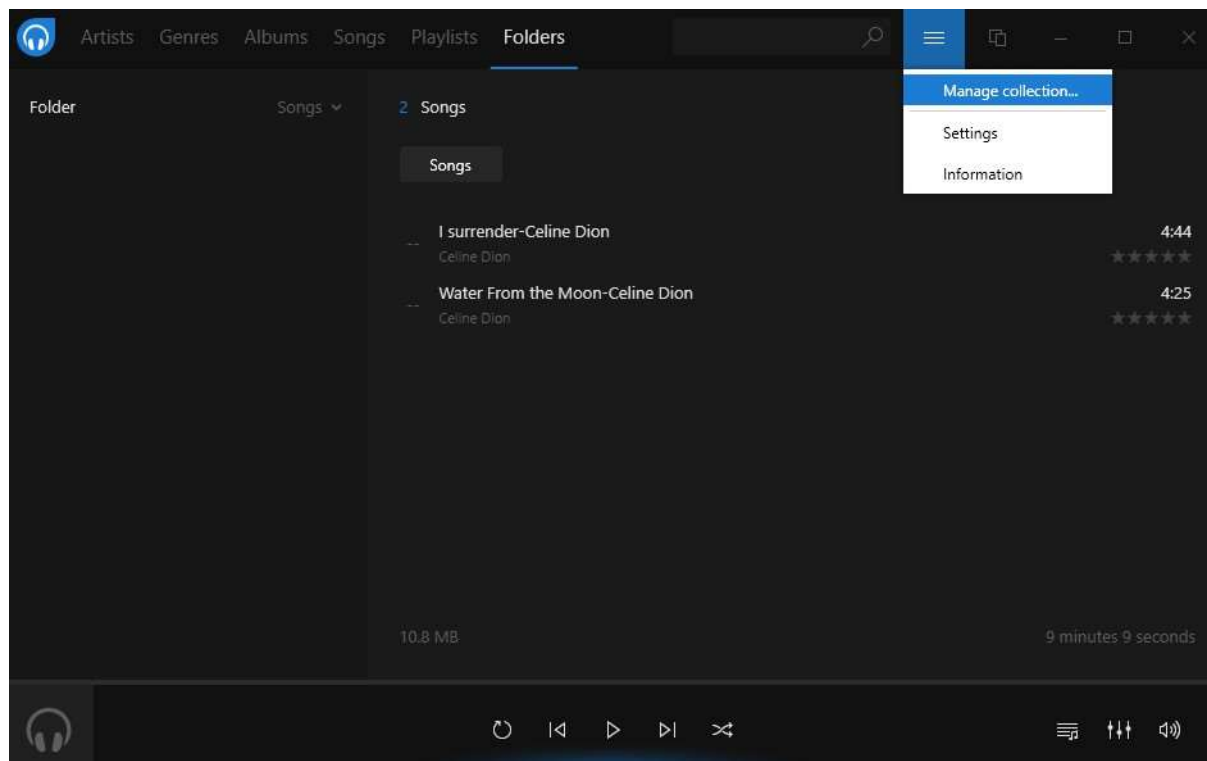 Artists Genres Albums Songs Playlists Folders
Manage collection...
Settings
Information
Folder Songs
2 Songs
Songs
-- I surrender-Celine Dion 4:44
Celine Dion
-- Water From the Moon-Celine Dion 4:25
Celine Dion
10.8 MB 9 minutes 9 seconds